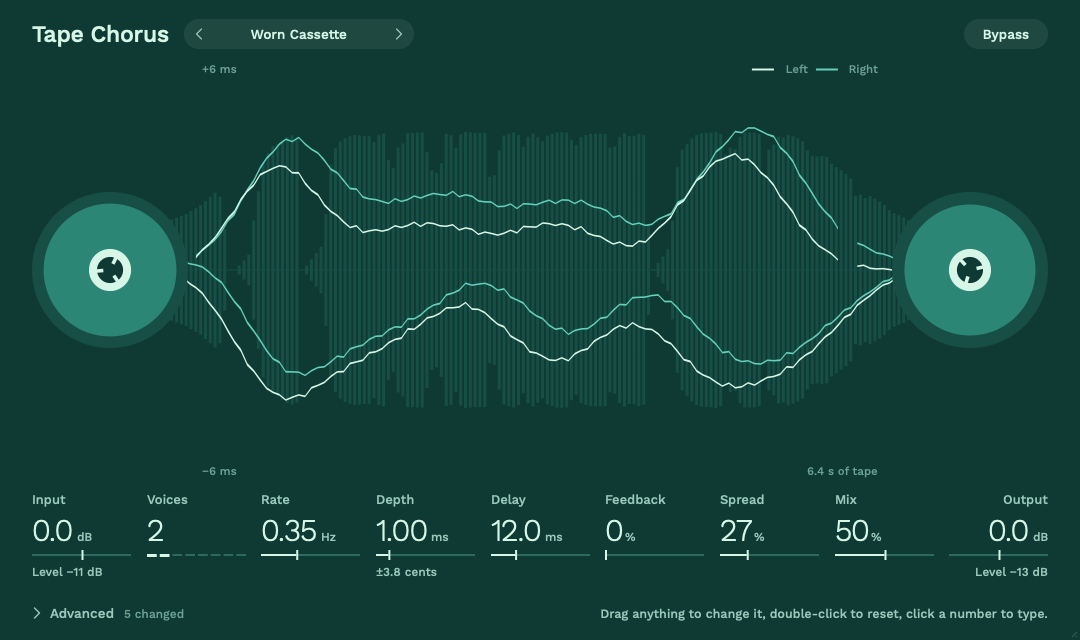 Tape Chorus
Worn Cassette
Bypass
+6 ms
Left
Right
−6 ms
6.4 s of tape
Input
Voices
Rate
Depth
Delay
Feedback
Spread
Mix
Output
0.0 dB
2
0.35 Hz
1.00 ms
12.0 ms
0%
27 %
50%
0.0 dB
Level −11 dB
±3.8 cents
Level −13 dB
Advanced
5 changed
Drag anything to change it, double-click to reset, click a number to type.